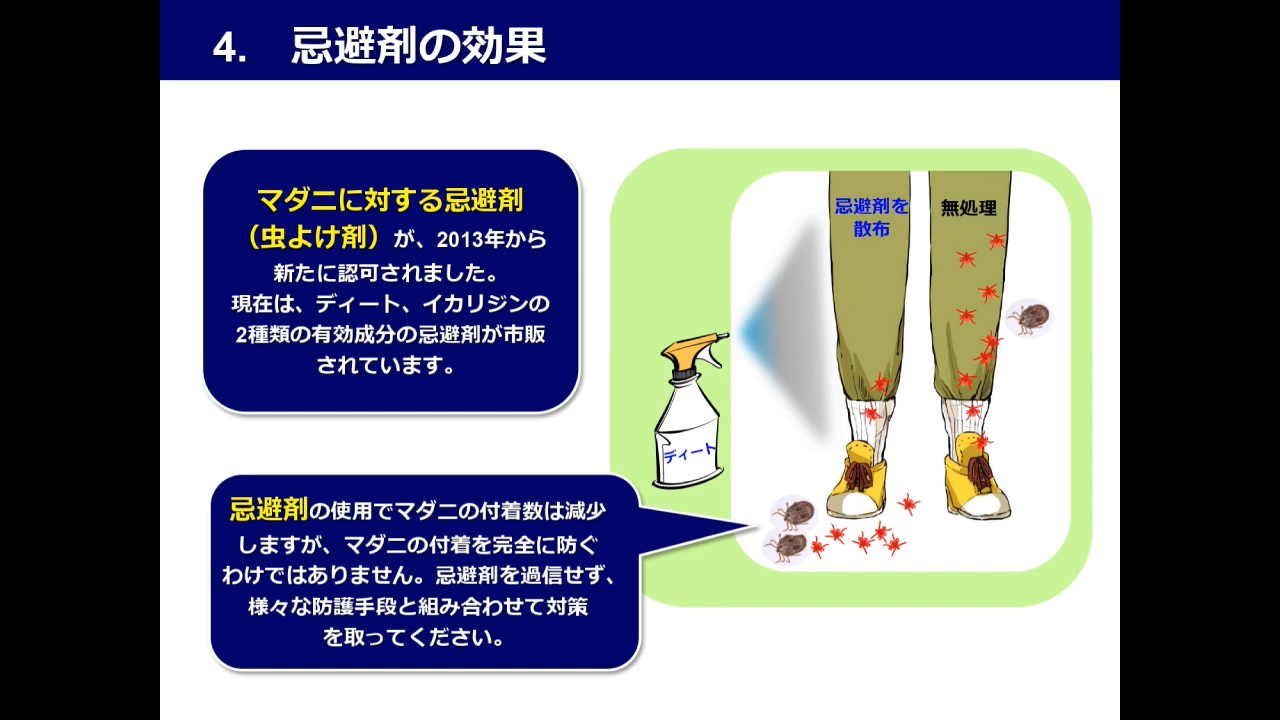 4. 忌避剤の効果
マダニに対する忌避剤
（虫よけ剤）が、2013年から
新たに認可されました。
現在は、ディート、イカリジンの
2種類の有効成分の忌避剤が市販
されています。
忌避剤を
散布
無処理
ディート
忌避剤の使用でマダニの付着数は減少
しますが、マダニの付着を完全に防ぐ
わけではありません。忌避剤を過信せず、
様々な防護手段と組み合わせて対策
を取ってください。